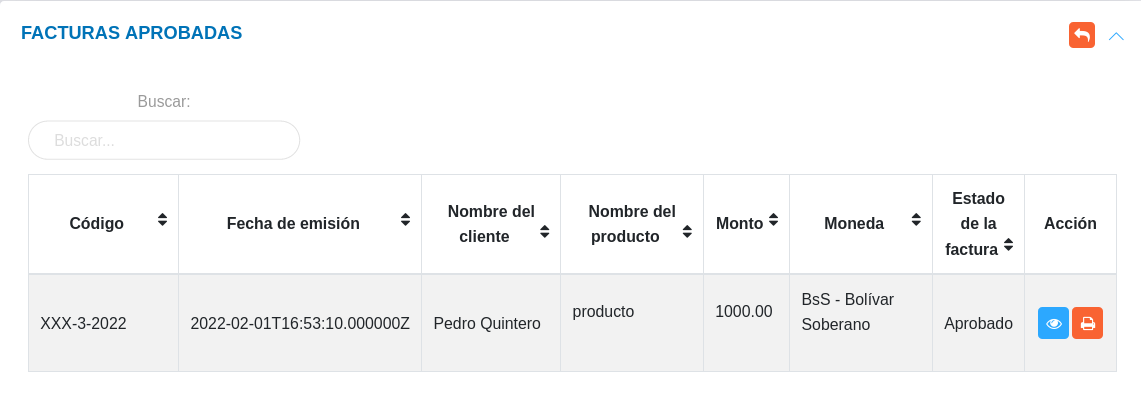 FACTURAS APROBADAS
Buscar:
Buscar...
Código
Fecha de emisión
Nombre del
cliente
Nombre del
producto
Monto
Moneda
Estado
de la
factura
Acción
XXX-3-2022
2022-02-01T16:53:10.000000Z
Pedro Quintero
producto
1000.00
BsS - Bolívar
Soberano
Aprobado